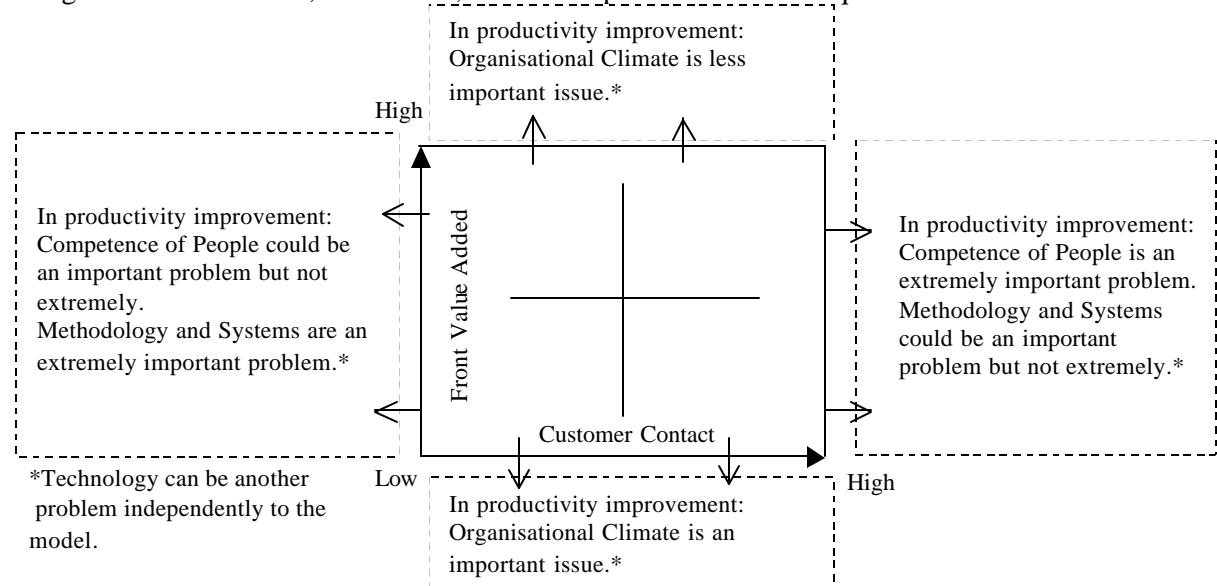 In productivity improvement:
Organisational Climate is less
important issue.*
High
In productivity improvement:
Competence of People could be
an important problem but not
extremely.
Methodology and Systems are an
extremely important problem.*
Front Value Added
Customer Contact
In productivity improvement:
Competence of People is an
extremely important problem.
Methodology and Systems
could be an important
problem but not extremely.*
*Technology can be another
problem independently to the
model.
Low
High
In productivity improvement:
Organisational Climate is an
important issue.*